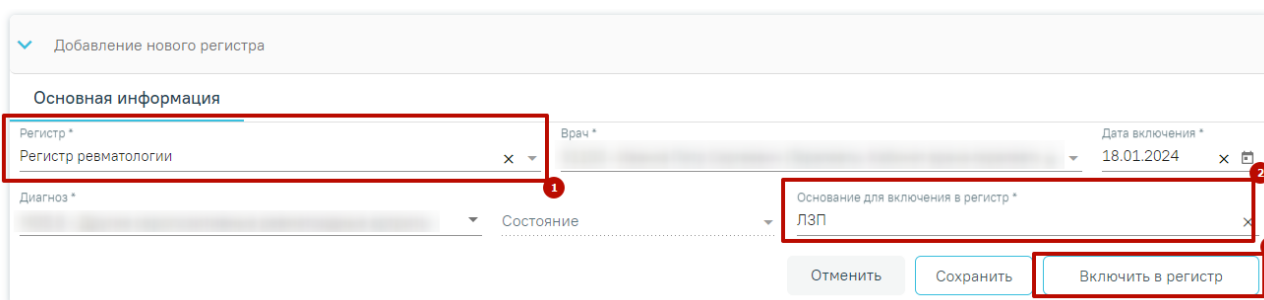 Добавление нового регистра
Основная информация
Регистр * Врач * Дата включения *
Регистр ревматологии 18.01.2024
1 2
Диагноз * Основание для включения в регистр *
Состояние ЛЗП
Отменить Сохранить Включить в регистр